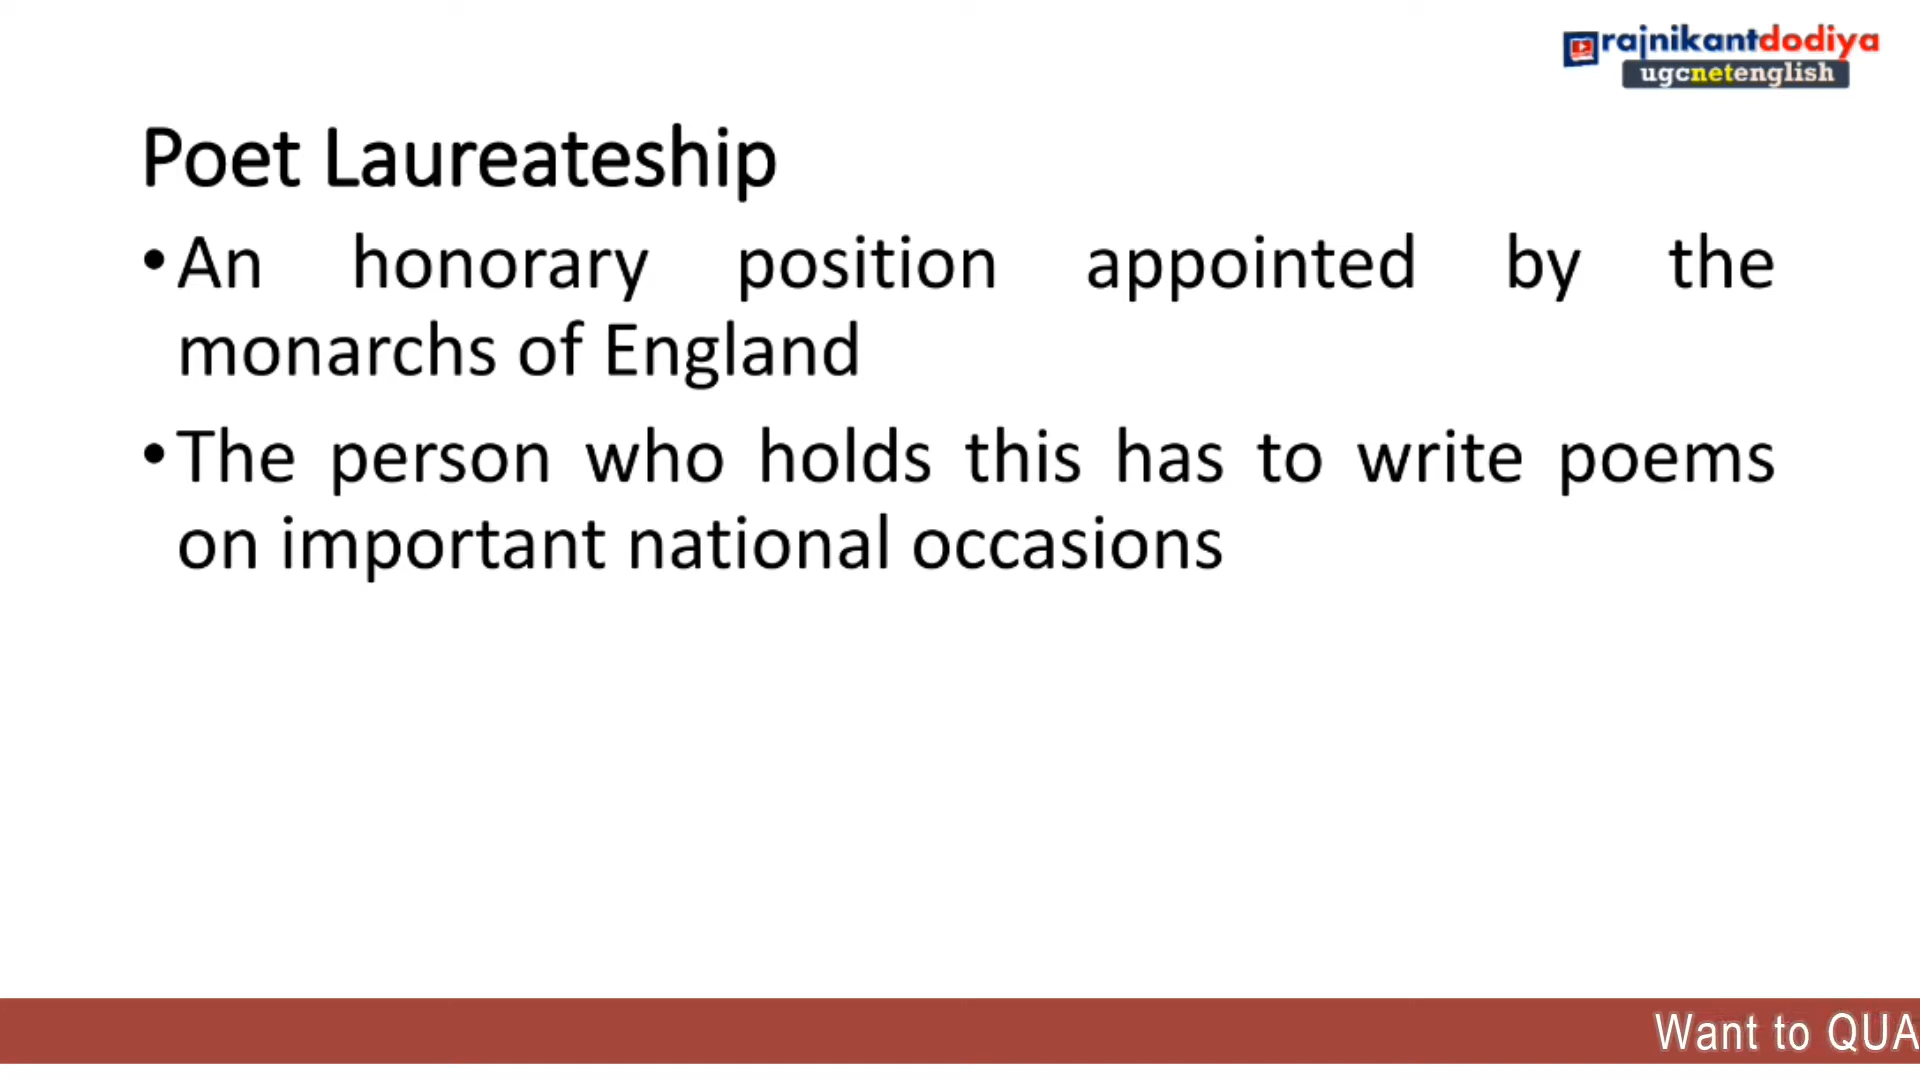 rajnikantdodiya
ugcnetenglish
Poet Laureateship
•An honorary position appointed by the
monarchs of England
•The person who holds this has to write poems
on important national occasions
Want to QUA